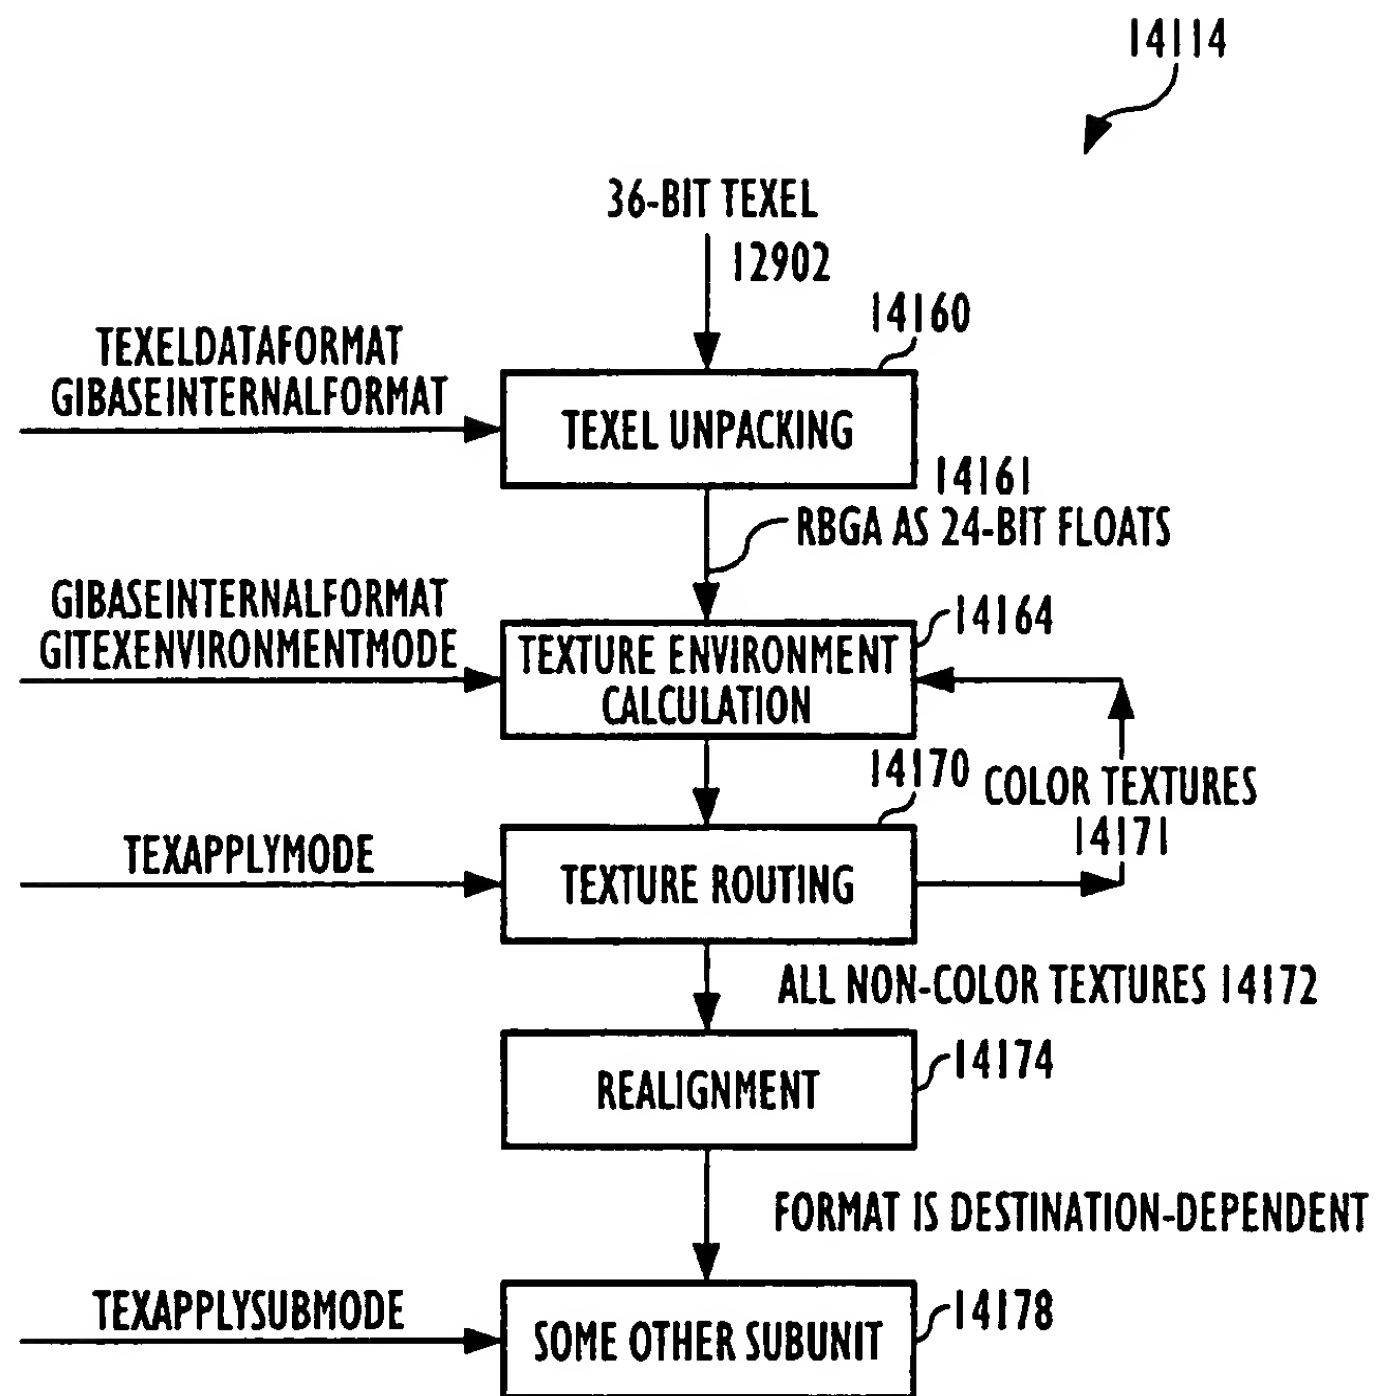 14114
36-BIT TEXEL
12902
14160
TEXELDATAFORMAT
GIBASEINTERNALFORMAT
TEXEL UNPACKING
14161
RBGA AS 24-BIT FLOATS
GIBASEINTERNALFORMAT
GITEXENVIRONMENTMODE
14164
TEXTURE ENVIRONMENT
CALCULATION
14170
COLOR TEXTURES
14171
TEXAPPLYMODE
TEXTURE ROUTING
ALL NON-COLOR TEXTURES 14172
REALIGNMENT
14174
FORMAT IS DESTINATION-DEPENDENT
TEXAPPLYSUBMODE
SOME OTHER SUBUNIT
14178